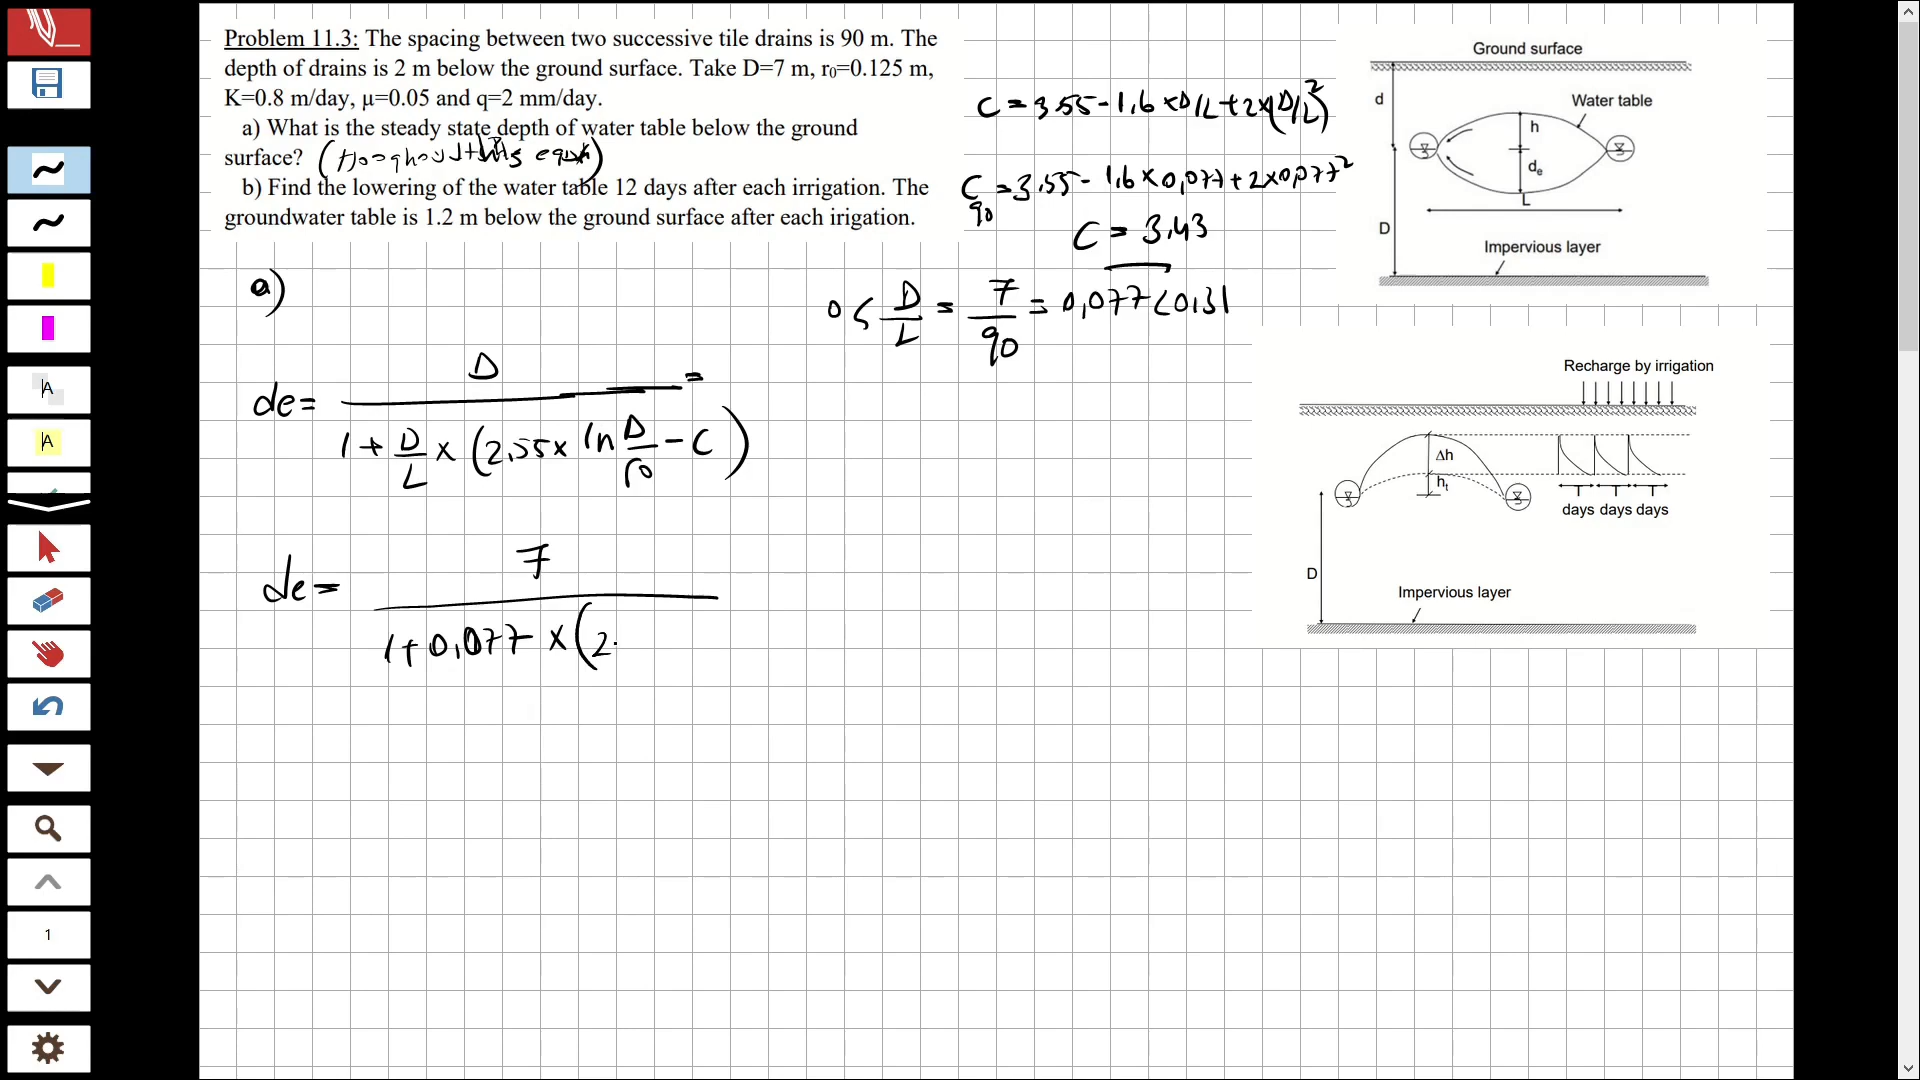 Problem 11.3: The spacing between two successive tile drains is 90 m. The
depth of drains is 2 m below the ground surface. Take D=7 m, r₀=0.125 m,
K=0.8 m/day, μ=0.05 and q=2 mm/day.
a) What is the steady state depth of water table below the ground
surface?
b) Find the lowering of the water table 12 days after each irrigation. The
groundwater table is 1.2 m below the ground surface after each irigation.
C = 3.55 - 1,6 x D/L + 2x(D/L)²
C = 3.55 - 1,6 x 0,077 + 2x0,077²
90
C = 3,43
0 < D/L = 7/90 = 0,077 < 0,31
a)
de = D / (1 + D/L x (2,55 x ln D/r0 - C)) =
de = 7 / (1 + 0,077 x (2.
Ground surface
d
Water table
h
de
L
D
Impervious layer
Recharge by irrigation
Δh
hₜ
T T T
days days days
D
Impervious layer
A
A
1